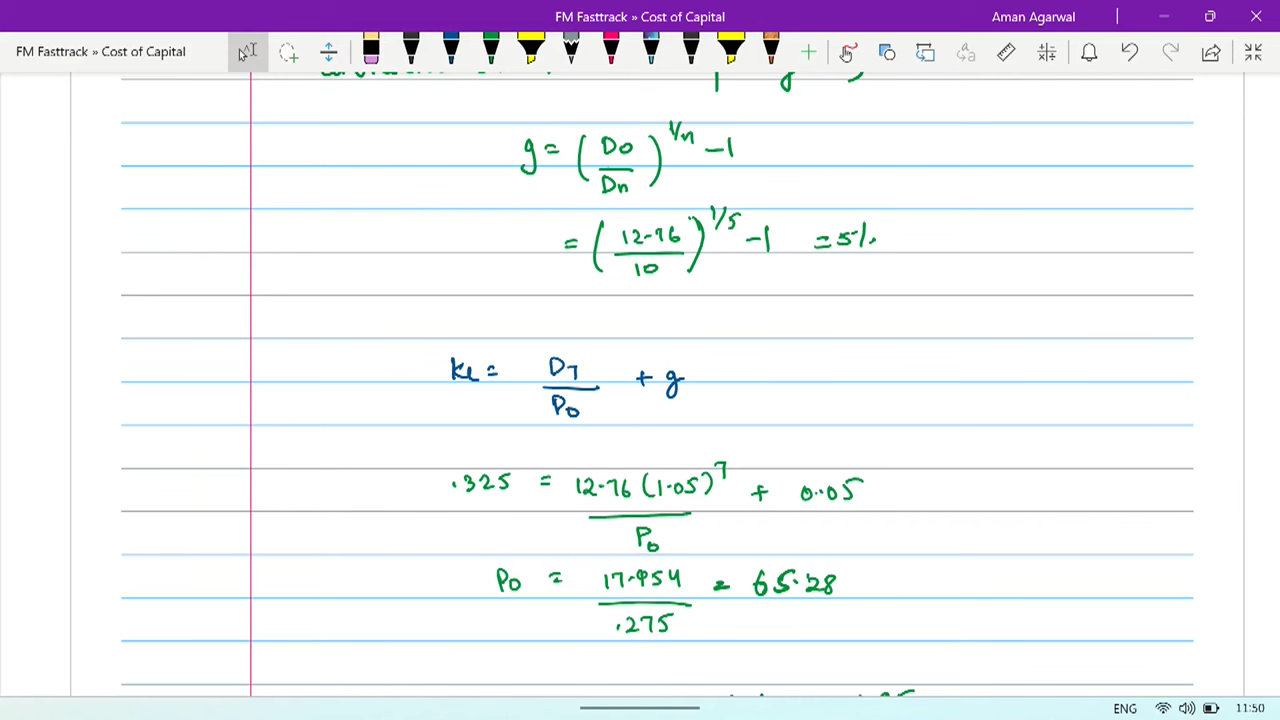 FM Fasttrack » Cost of Capital
Aman Agarwal
FM Fasttrack » Cost of Capital
g = (D0/Dn)^1/n -1
= (12.76/10)^1/5 -1 = 5%
ke = D7/P0 + g
.325 = 12.76 (1.05)^7/P0 + 0.05
P0 = 17.954/.275 = 65.28
ENG 11:50